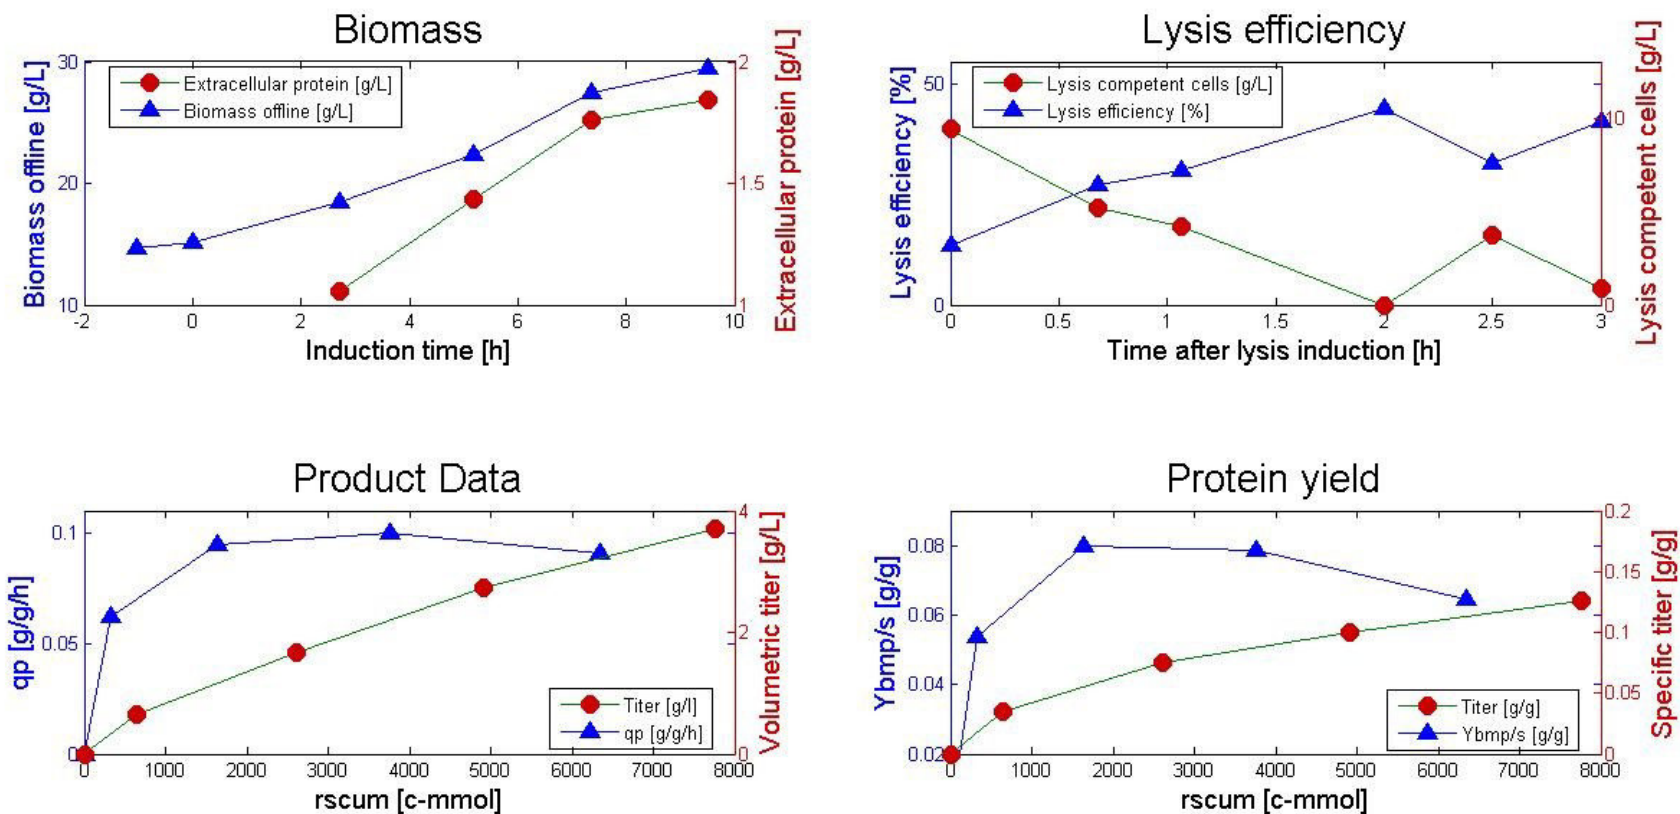 Biomass
Biomass offline [g/L]
30
20
10
Extracellular protein [g/L]
Biomass offline [g/L]
2
1.5
1
Extracellular protein [g/L]
-2 0 2 4 6 8 10
Induction time [h]
Lysis efficiency
Lysis efficiency [%]
50
0
Lysis competent cells [g/L]
Lysis efficiency [%]
10
0
Lysis competent cells [g/L]
0 0.5 1 1.5 2 2.5 3
Time after lysis induction [h]
Product Data
qp [g/g/h]
0.1
0.05
0
Titer [g/l]
qp [g/g/h]
4
2
0
Volumetric titer [g/L]
0 1000 2000 3000 4000 5000 6000 7000 8000
rscum [c-mmol]
Protein yield
Ybmp/s [g/g]
0.08
0.06
0.04
0.02
Titer [g/g]
Ybmp/s [g/g]
0.2
0.15
0.1
0.05
0
Specific titer [g/g]
0 1000 2000 3000 4000 5000 6000 7000 8000
rscum [c-mmol]